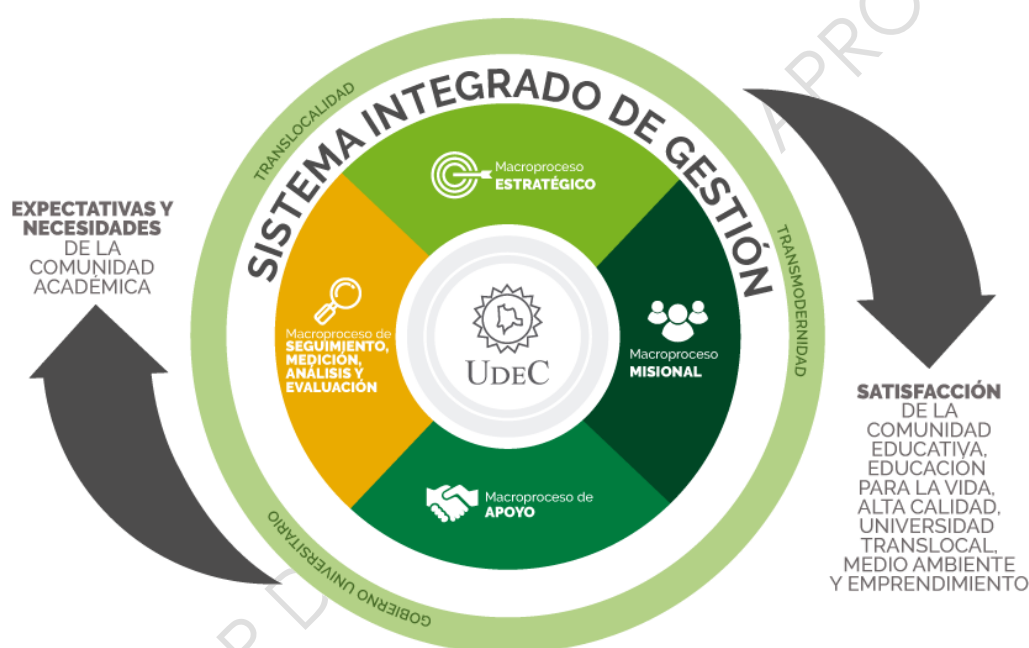 SISTEMA INTEGRADO DE GESTIÓN
TRANSLOCALIDAD
TRANSMODERNIDAD
GOBIERNO UNIVERSITARIO
EXPECTATIVAS Y
NECESIDADES
DE LA
COMUNIDAD
ACADÉMICA
Macroproceso
ESTRATÉGICO
Macroproceso de
SEGUIMIENTO,
MEDICIÓN,
ANÁLISIS Y
EVALUACIÓN
UDEC
Macroproceso
MISIONAL
Macroproceso de
APOYO
SATISFACCIÓN
DE LA
COMUNIDAD
EDUCATIVA,
EDUCACIÓN
PARA LA VIDA,
ALTA CALIDAD,
UNIVERSIDAD
TRANSLOCAL,
MEDIO AMBIENTE
Y EMPRENDIMIENTO